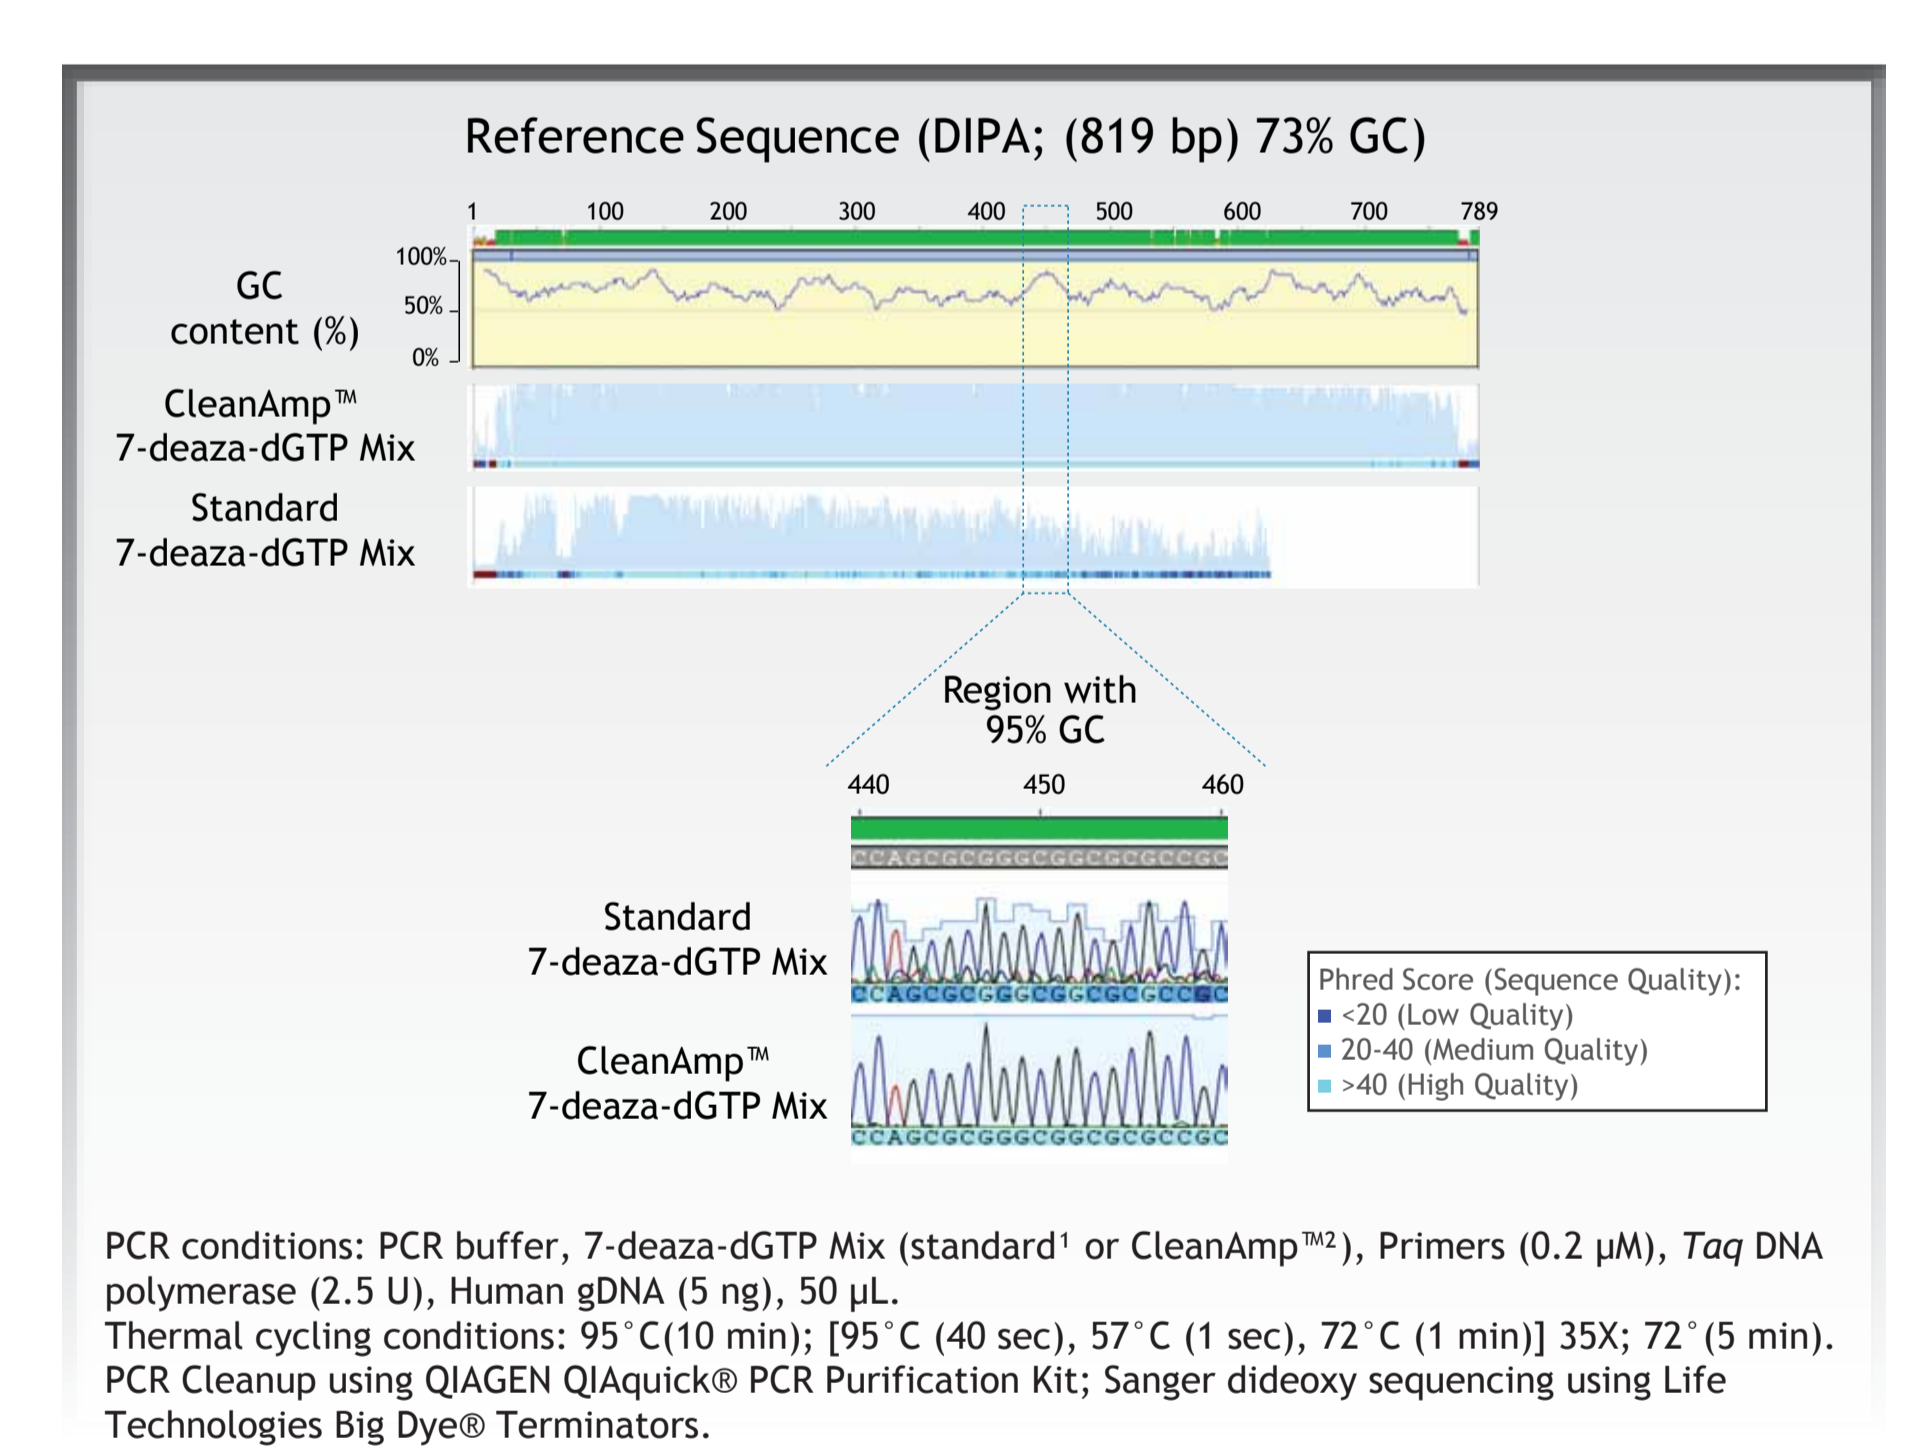 Reference Sequence (DIPA; (819 bp) 73% GC)
1 100 200 300 400 500 600 700 789
GC
content (%)
100%
50%
0%
CleanAmp™
7-deaza-dGTP Mix
Standard
7-deaza-dGTP Mix
Region with
95% GC
440 450 460
CCAGCGCGGGCGGCGCGCCGC
Standard
7-deaza-dGTP Mix
CCAGCGCGGGCGGCGCGCCGC
CleanAmp™
7-deaza-dGTP Mix
CCAGCGCGGGCGGCGCGCCGC
Phred Score (Sequence Quality):
<20 (Low Quality)
20-40 (Medium Quality)
>40 (High Quality)
PCR conditions: PCR buffer, 7-deaza-dGTP Mix (standard¹ or CleanAmp™²), Primers (0.2 µM), Taq DNA
polymerase (2.5 U), Human gDNA (5 ng), 50 µL.
Thermal cycling conditions: 95°C(10 min); [95°C (40 sec), 57°C (1 sec), 72°C (1 min)] 35X; 72°(5 min).
PCR Cleanup using QIAGEN QIAquick® PCR Purification Kit; Sanger dideoxy sequencing using Life
Technologies Big Dye® Terminators.